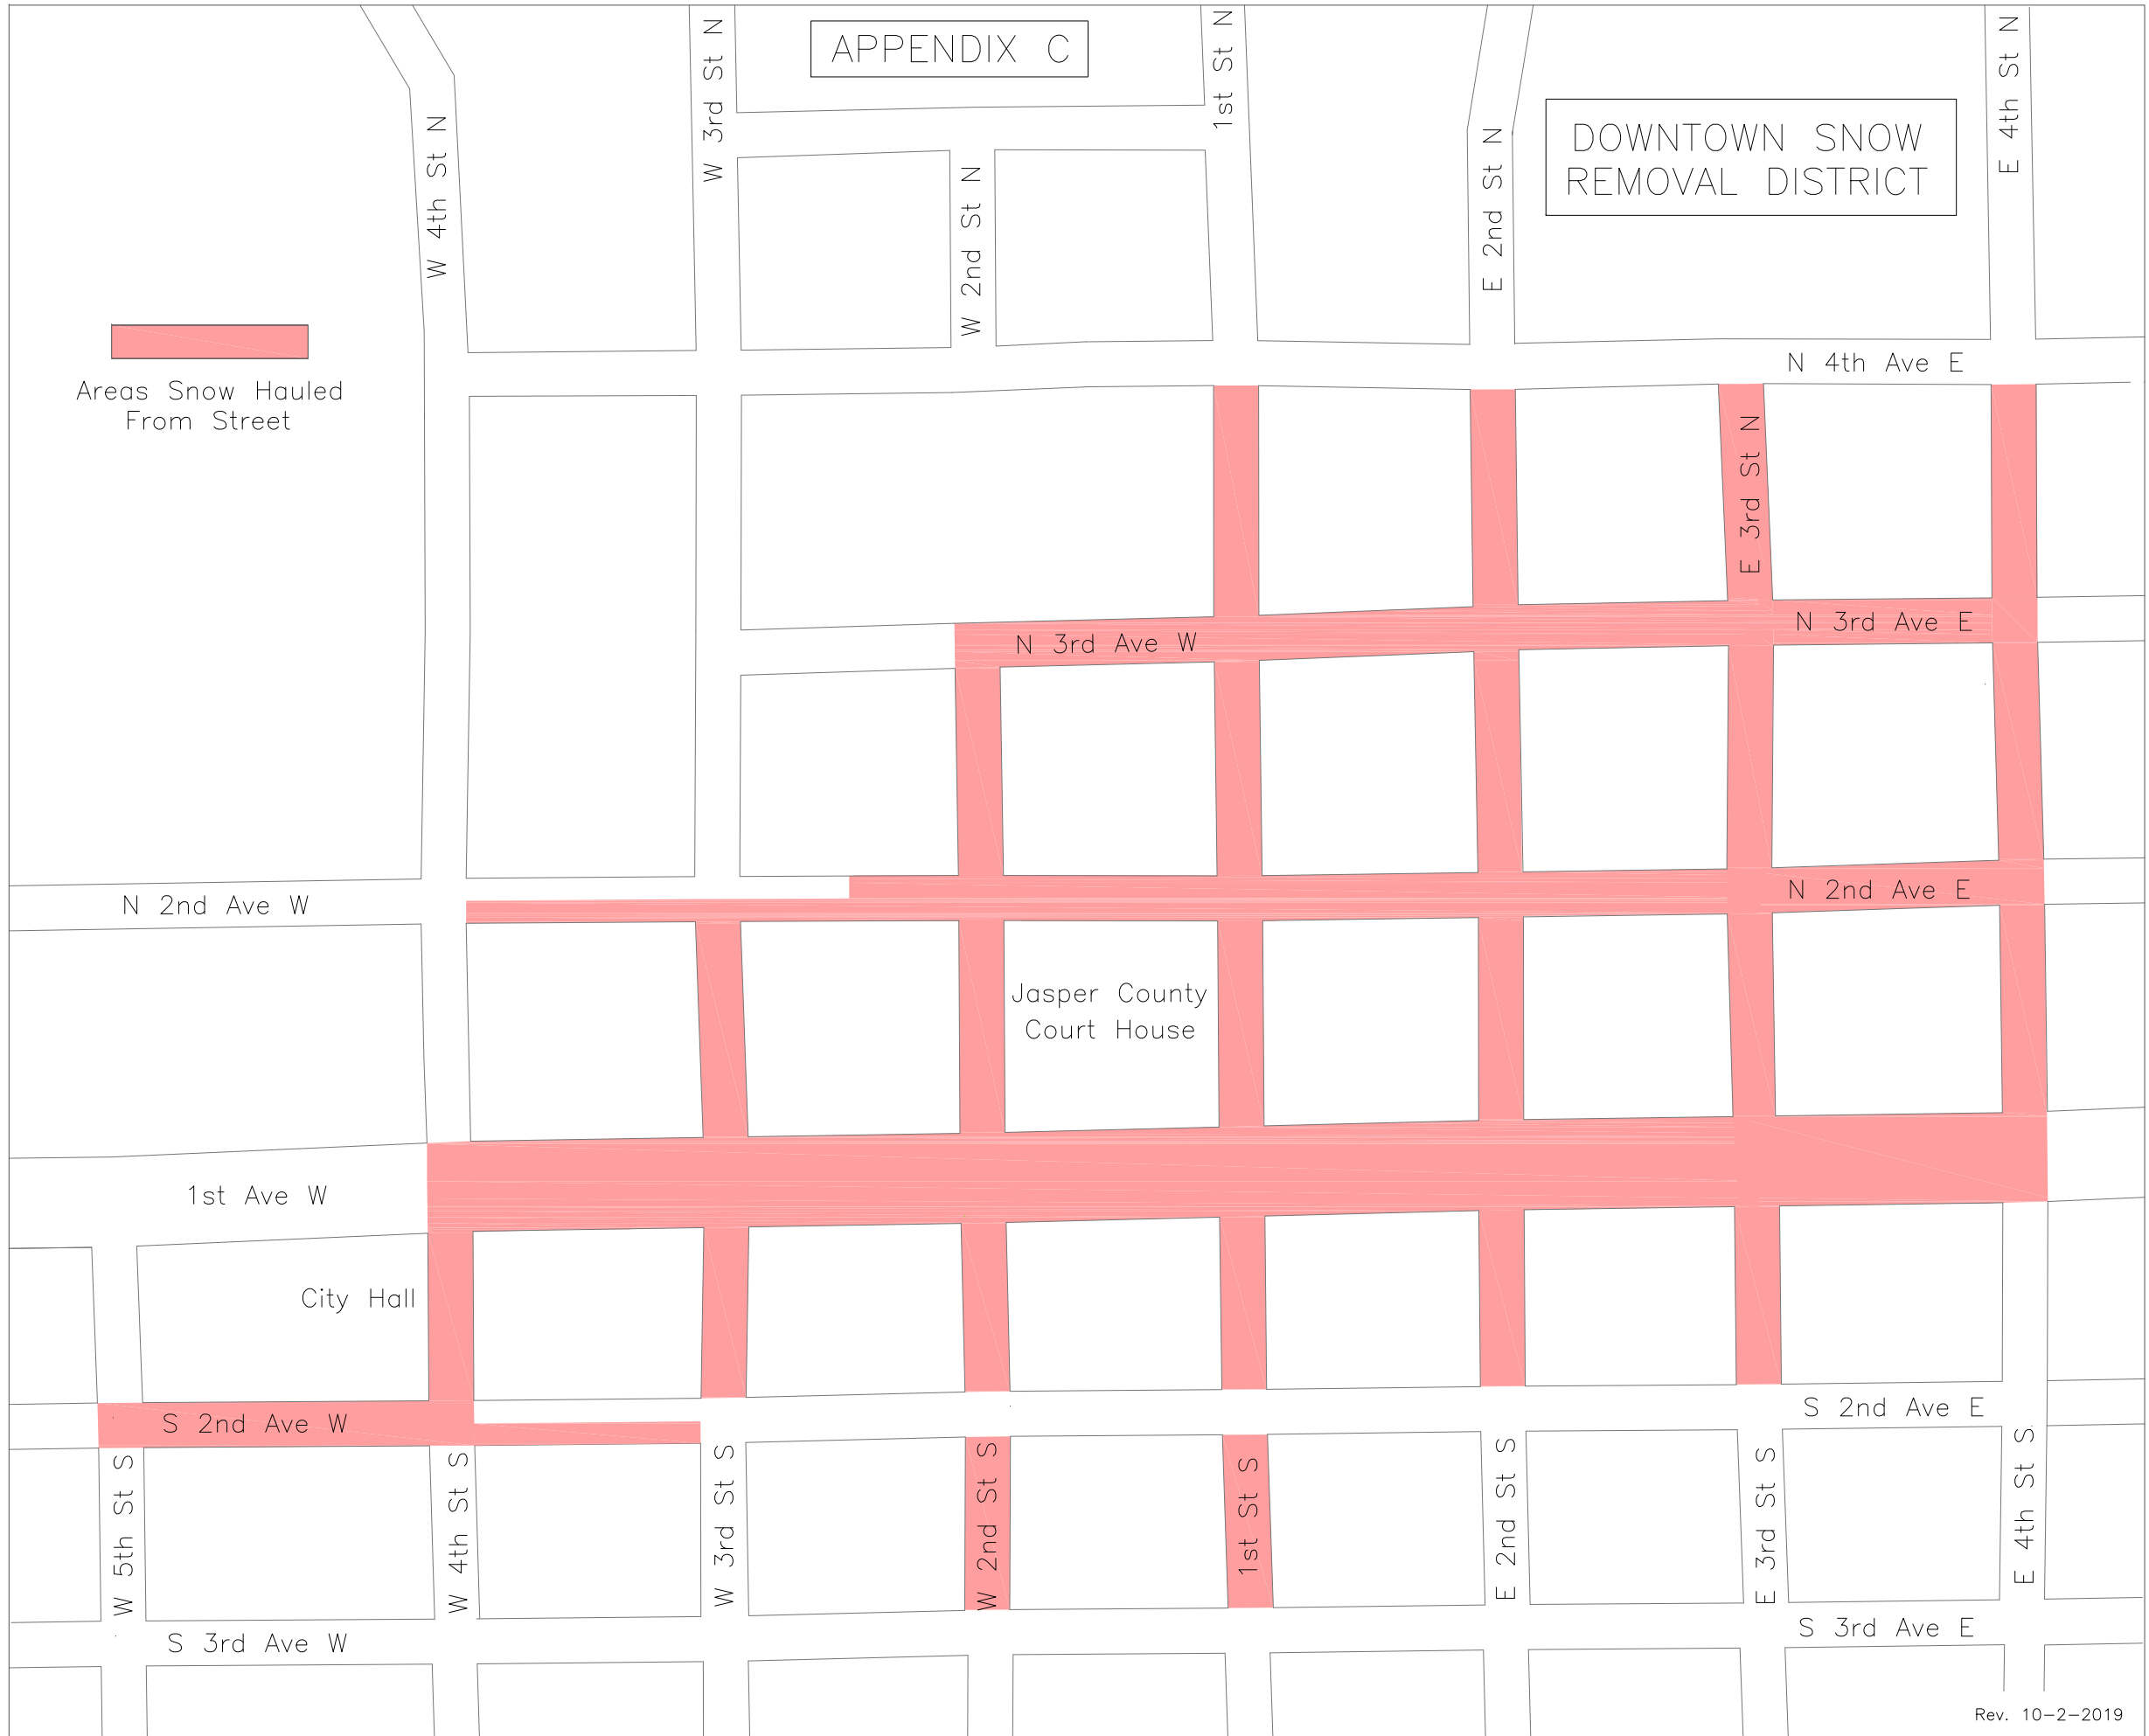 APPENDIX C
DOWNTOWN SNOW
REMOVAL DISTRICT
W 4th St N
W 3rd St N
W 2nd St N
1st St N
E 2nd St N
E 4th St N
Areas Snow Hauled
From Street
N 4th Ave E
E 3rd St N
N 3rd Ave W
N 3rd Ave E
N 2nd Ave W
N 2nd Ave E
Jasper County
Court House
1st Ave W
City Hall
S 2nd Ave W
S 2nd Ave E
W 5th St S
W 4th St S
W 3rd St S
W 2nd St S
1st St S
E 2nd St S
E 3rd St S
E 4th St S
S 3rd Ave W
S 3rd Ave E
Rev. 10-2-2019